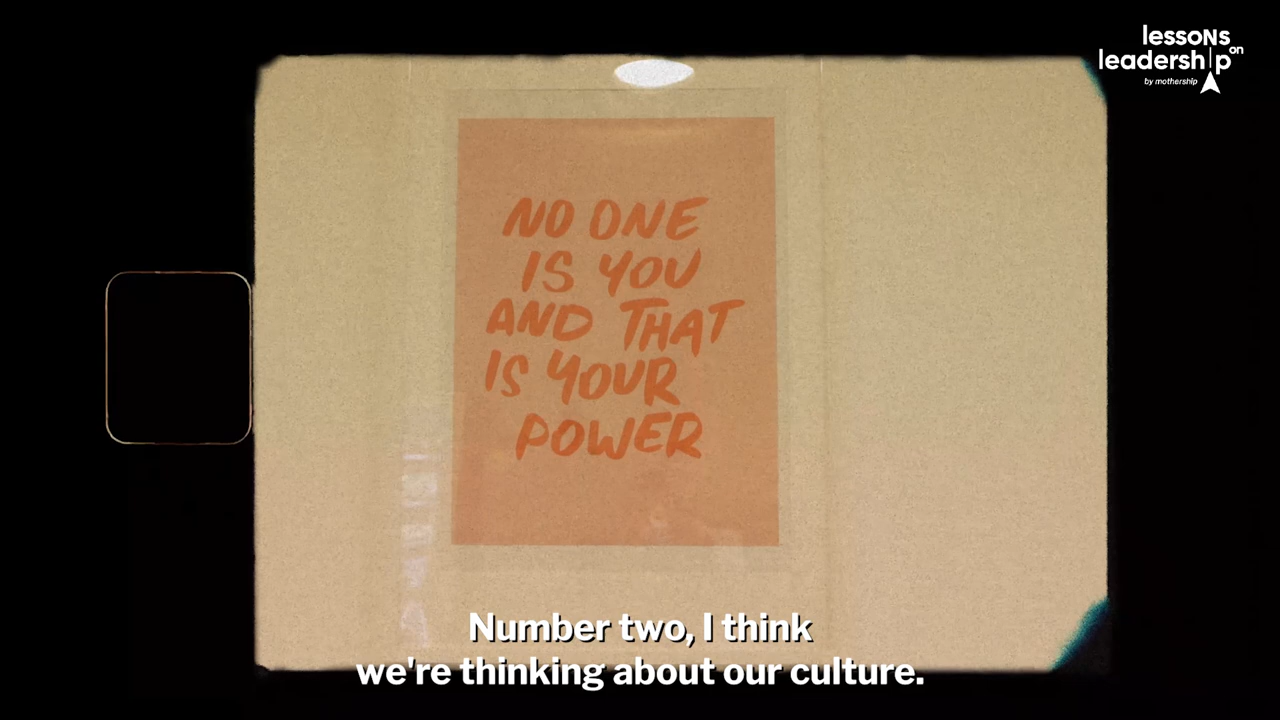 lessoNs on
leadership
by mothership
NO ONE
IS YOU
AND THAT
IS YOUR
POWER
Number two, I think
we're thinking about our culture.